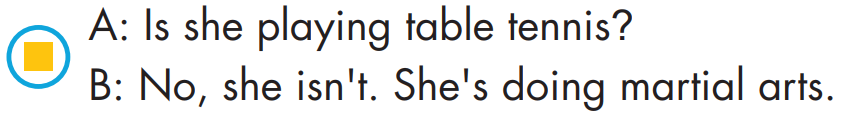 A: Is she playing table tennis?
B: No, she isn't. She's doing martial arts.